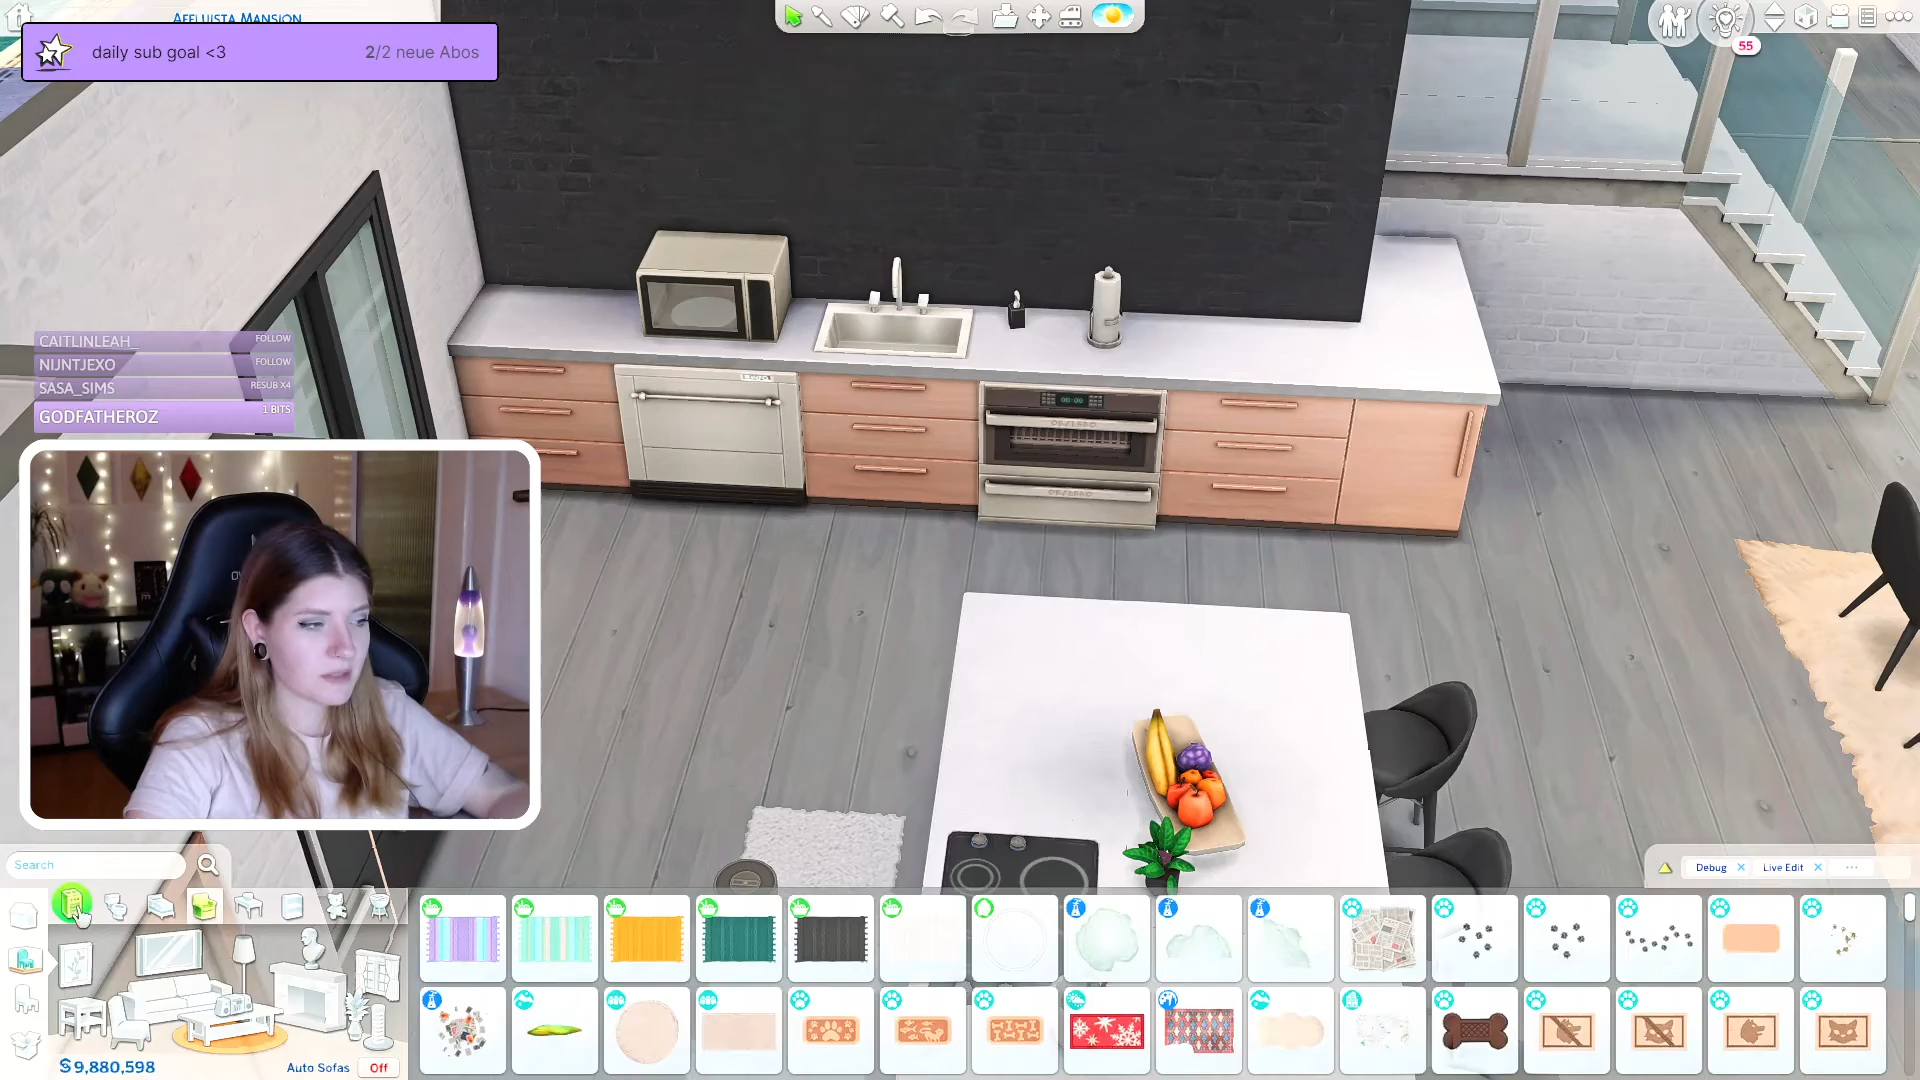 AFFLUISTA MANSION
daily sub goal <3
2/2 neue Abos
55
CAITLINLEAH_ FOLLOW
NIJNTJEXO FOLLOW
SASA_SIMS RESUB X4
GODFATHEROZ 1 BITS
Search
Debug
Live Edit
§9,880,598
Auto Sofas Off